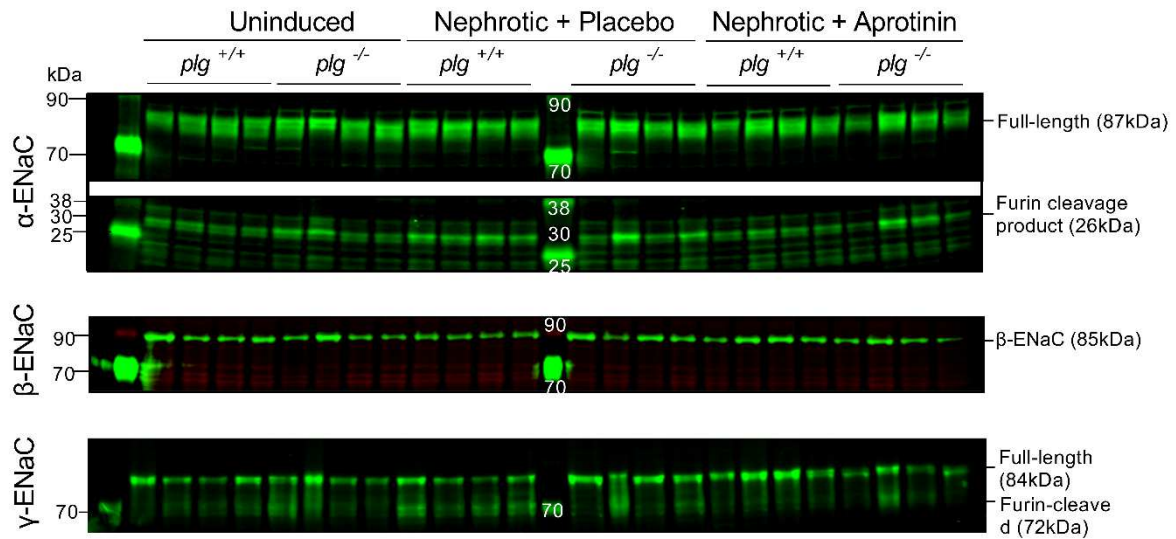 Uninduced Nephrotic + Placebo Nephrotic + Aprotinin
plg +/+ plg -/- plg +/+ plg -/- plg +/+ plg -/-
kDa
α-ENaC
90 90
Full-length (87kDa)
70 70
38 38
30 30
25 25
Furin cleavage
product (26kDa)
β-ENaC
90 90
β-ENaC (85kDa)
70 70
γ-ENaC
Full-length
(84kDa)
70 70
Furin-cleave
d (72kDa)